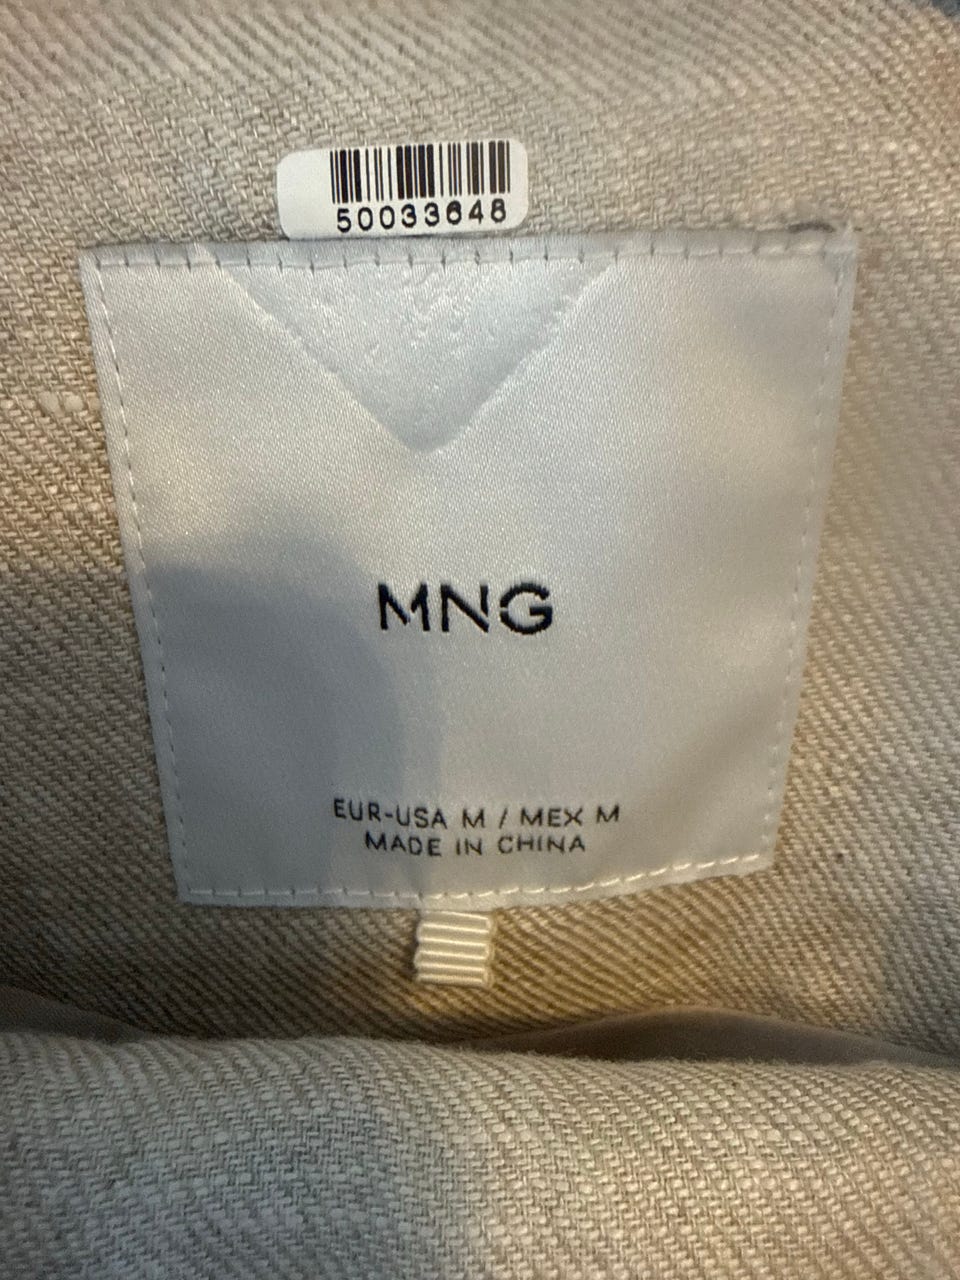 50033648
MNG
EUR-USA M / MEX M
MADE IN CHINA